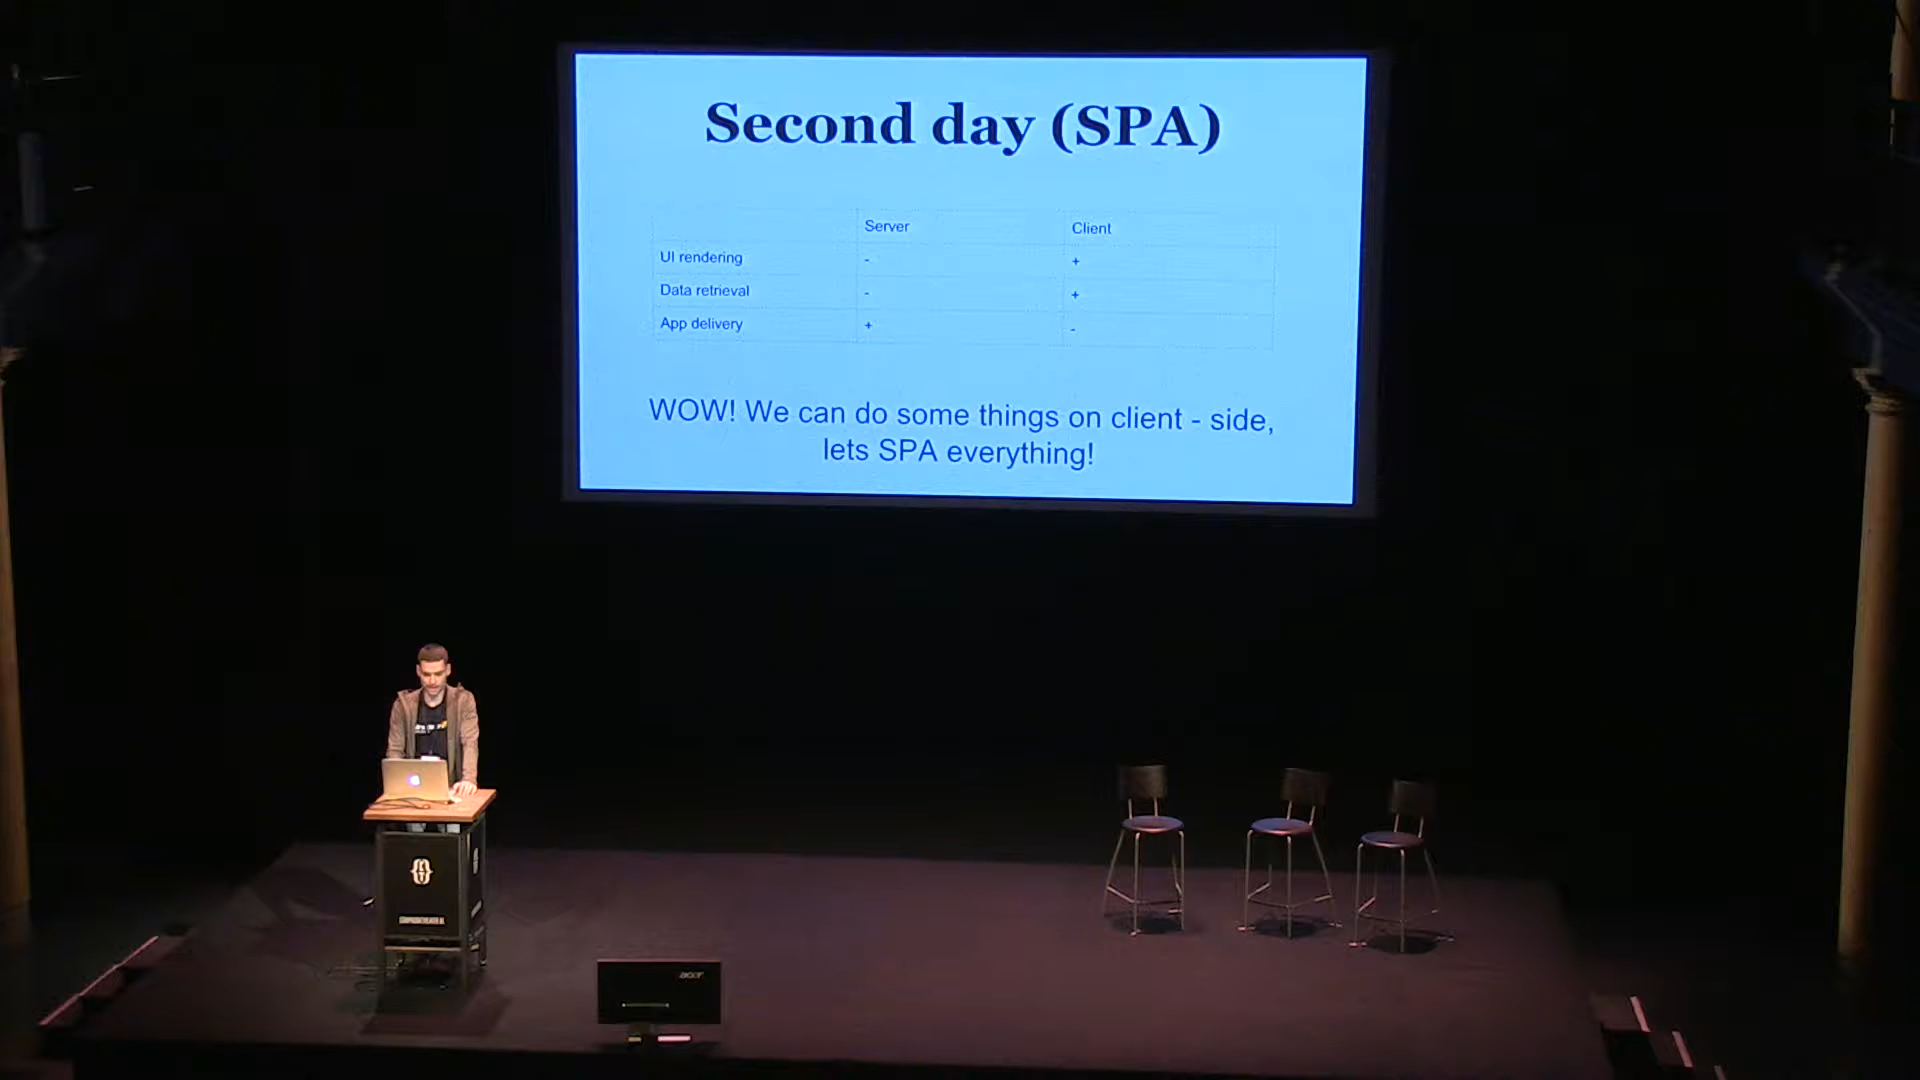 Second day (SPA)
Server Client
UI rendering - +
Data retrieval - +
App delivery + -
WOW! We can do some things on client - side,
lets SPA everything!
acer